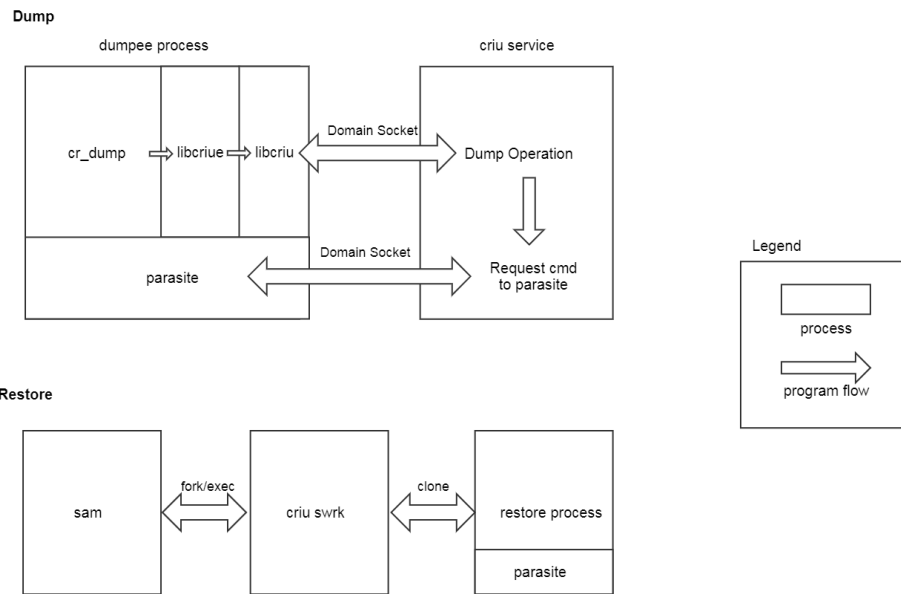 Dump
dumpee process
criu service
Domain Socket
cr_dump
libcriue
libcriu
Dump Operation
Domain Socket
parasite
Request cmd
to parasite
Legend
process
program flow
Restore
fork/exec
clone
sam
criu swrk
restore process
parasite